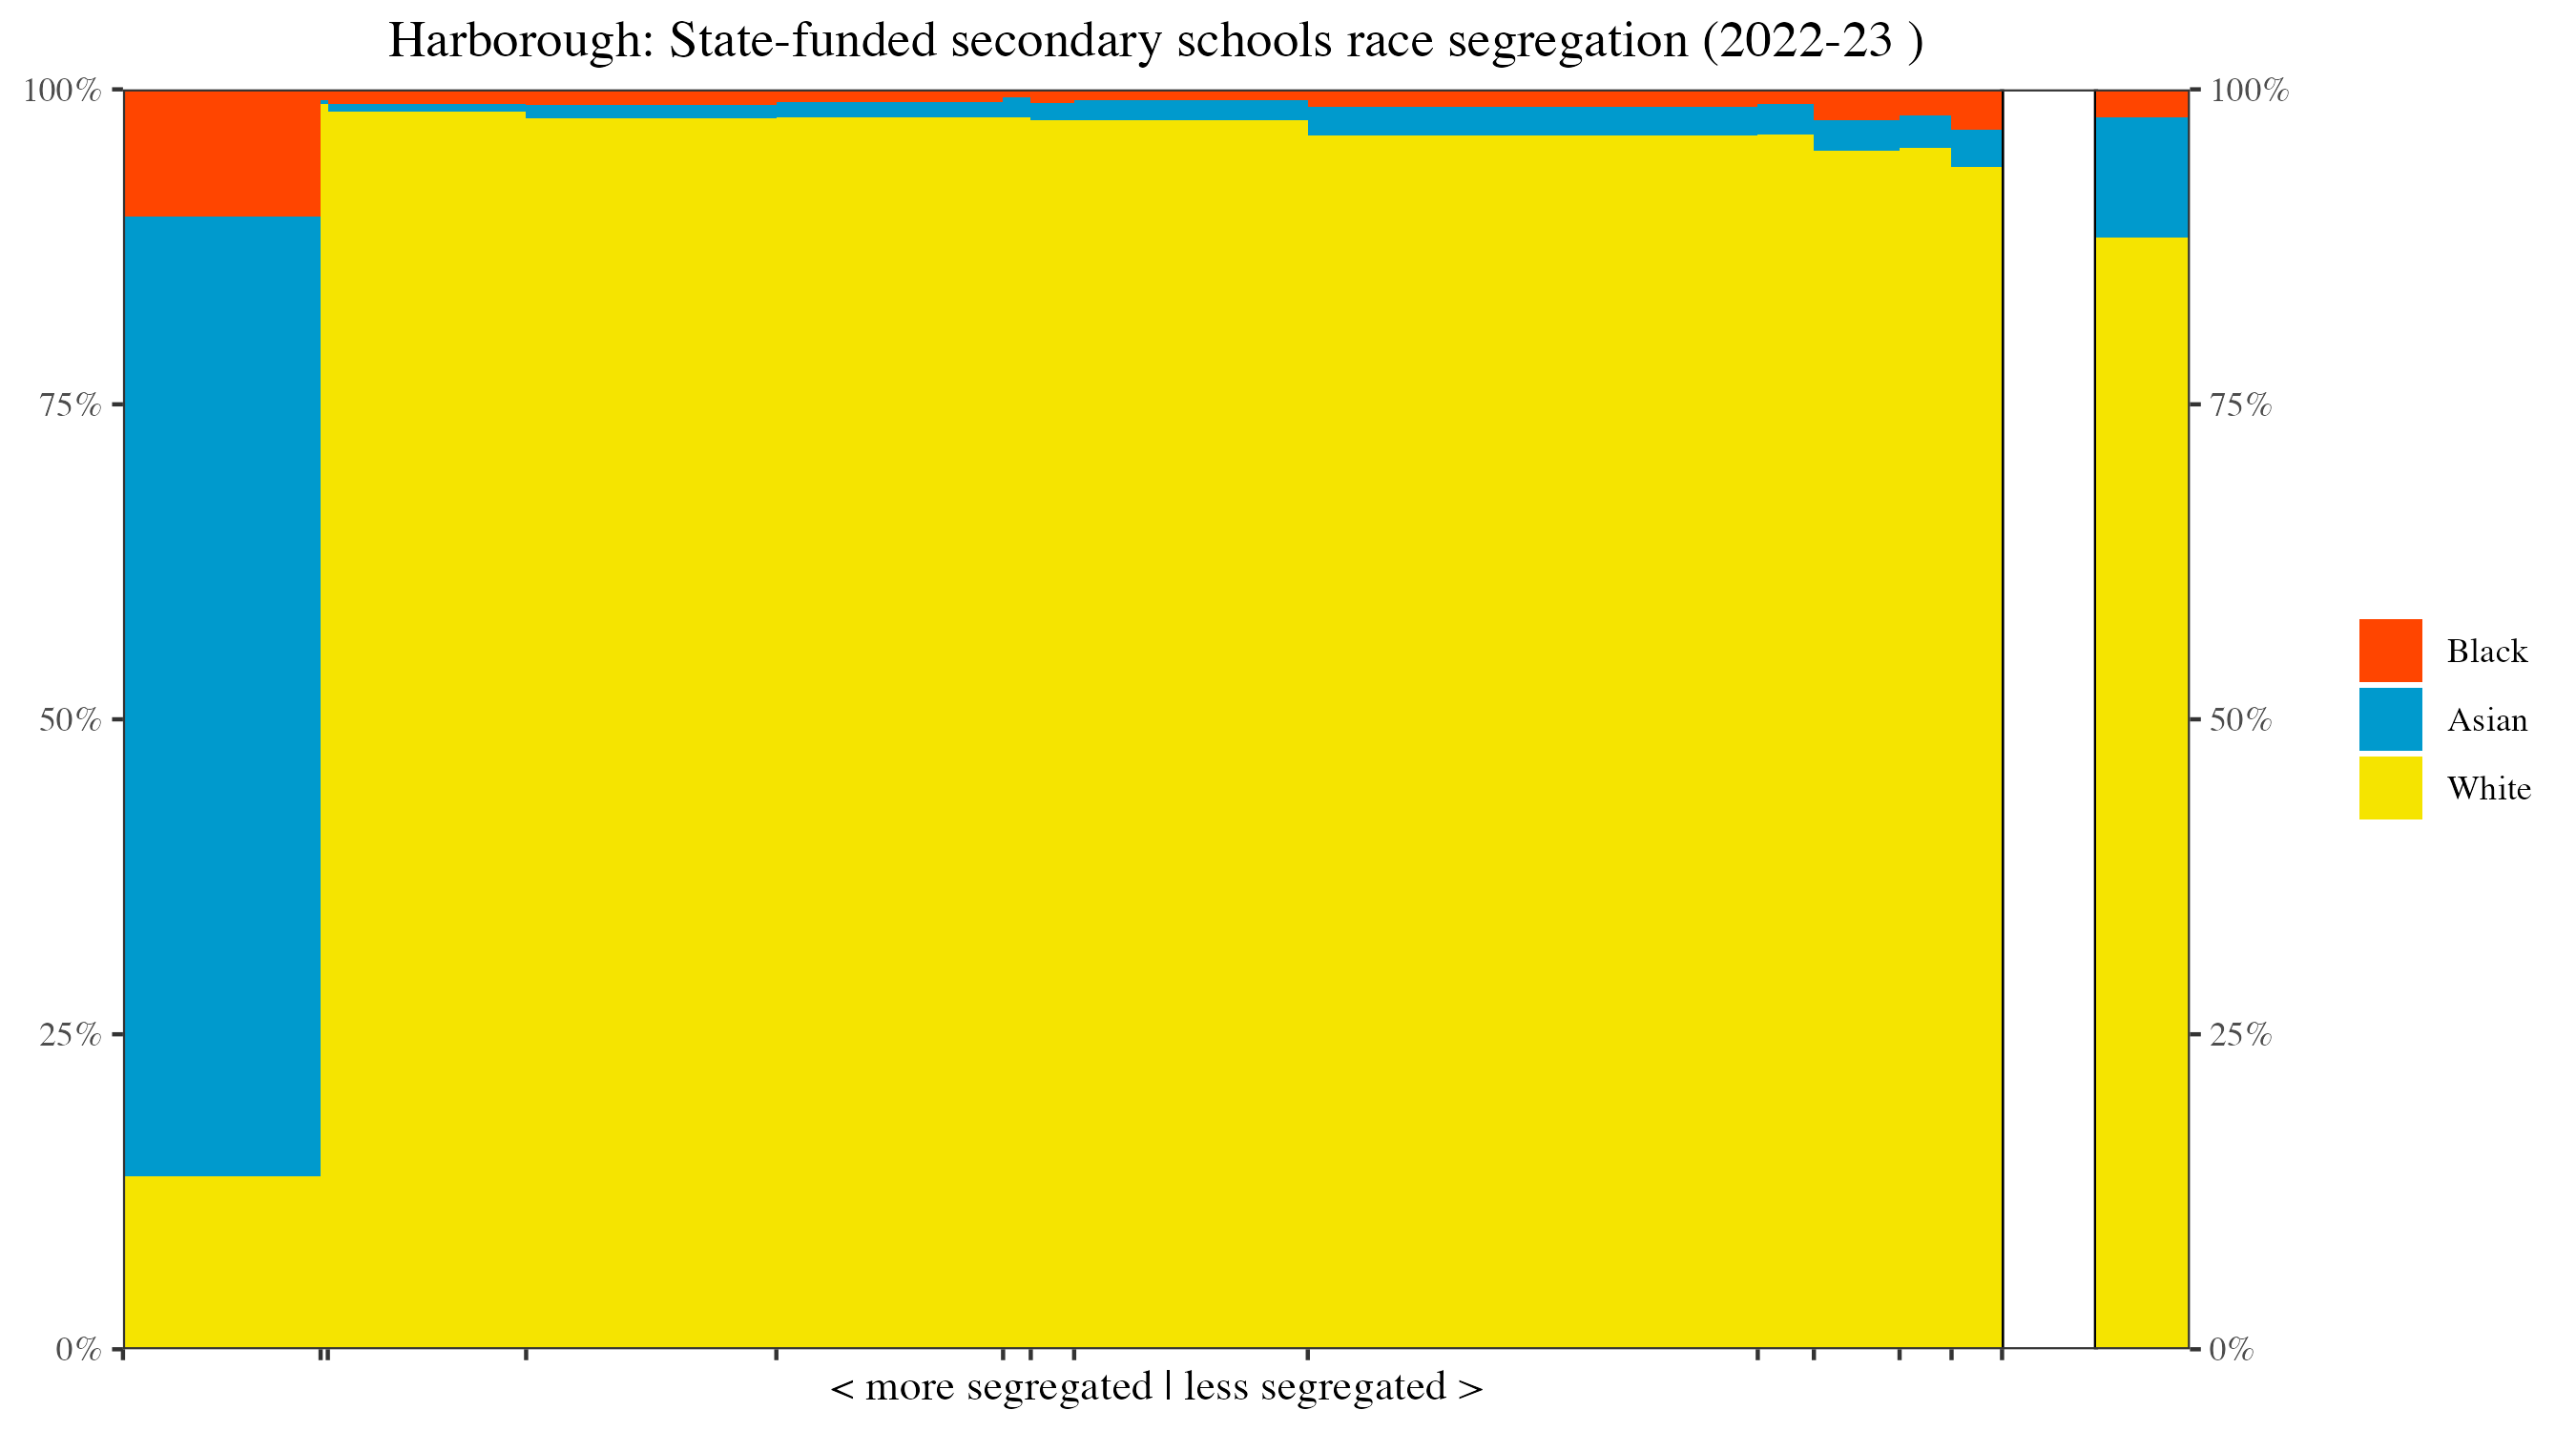 Harborough: State-funded secondary schools race segregation (2022-23 )
100%
75%
50%
25%
0%
100%
75%
50%
25%
0%
Black
Asian
White
< more segregated | less segregated >